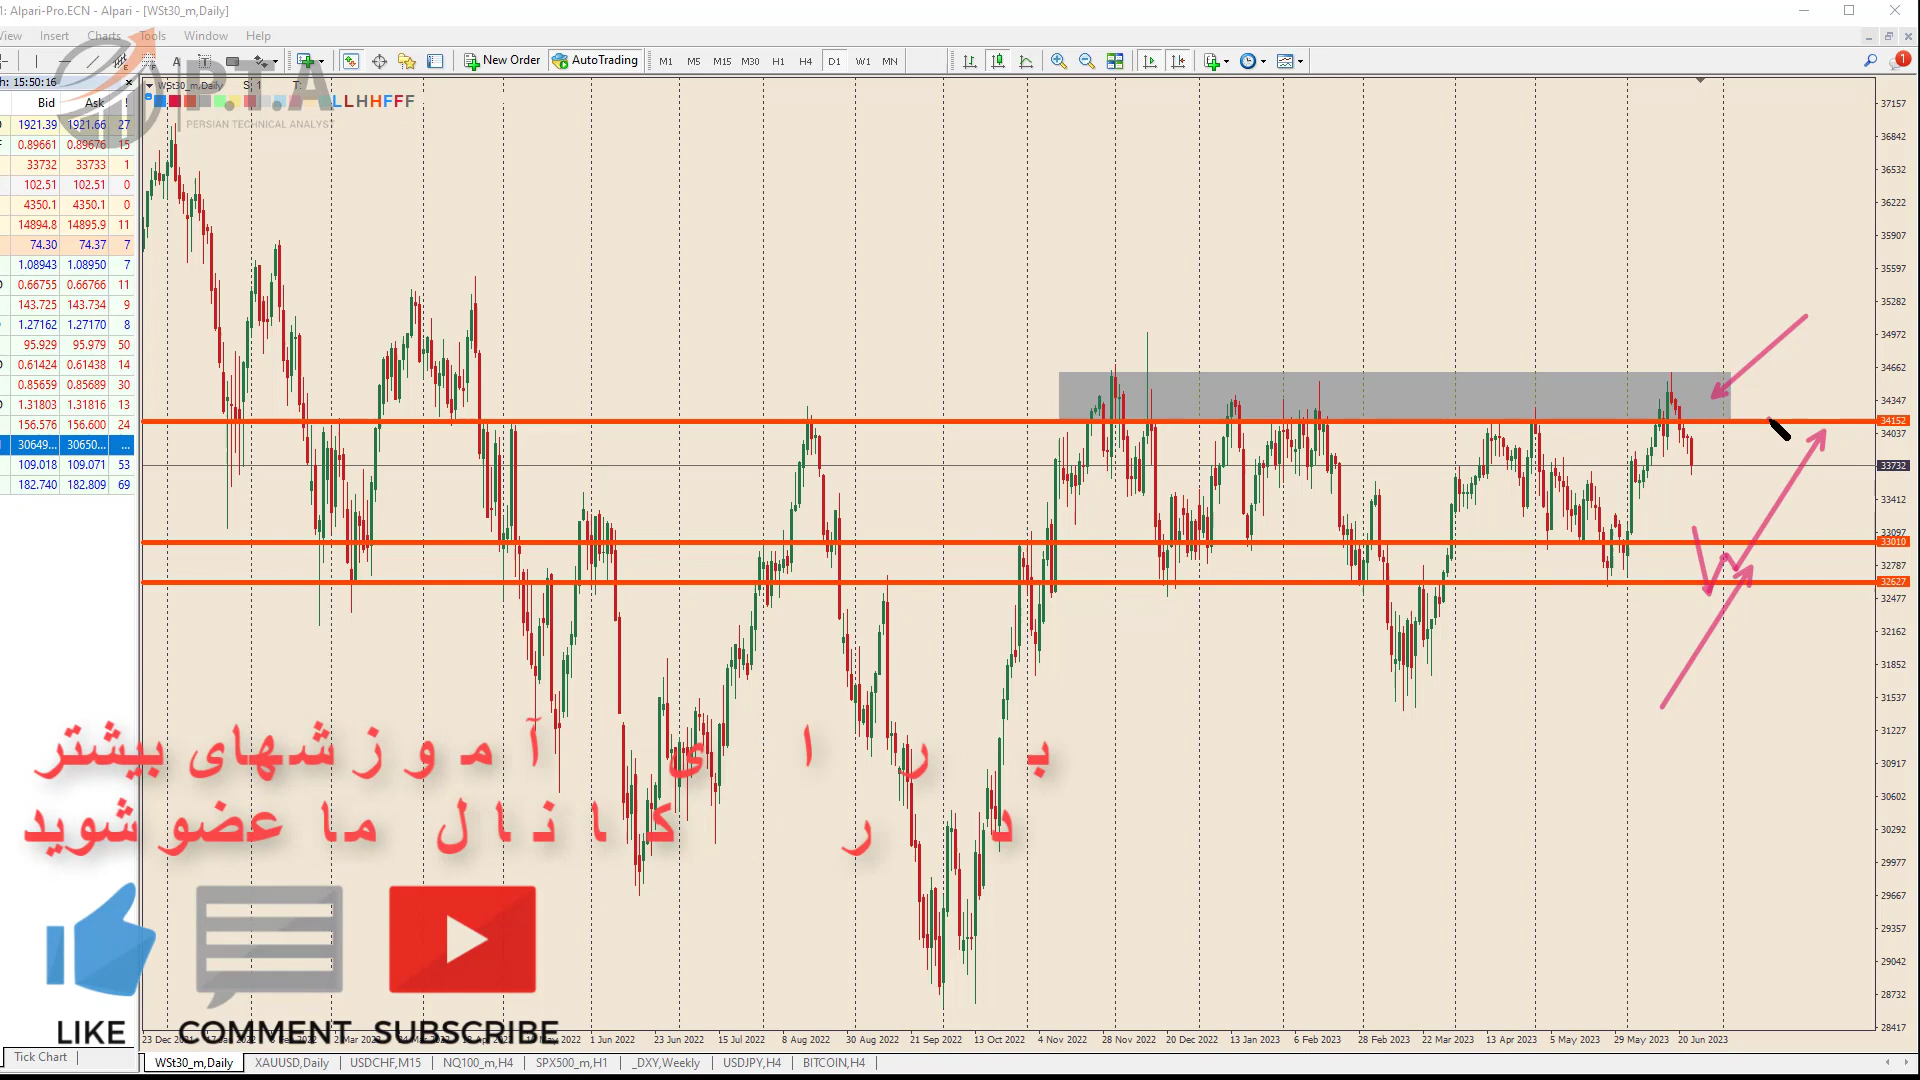 1: Alpari-Pro.ECN - Alpari - [WSt30_m,Daily]
View Insert Charts Tools Window Help
New Order AutoTrading M1 M5 M15 M30 H1 H4 D1 W1 MN
15:50:16
Bid Ask !
1921.39 1921.66 27
0.89661 0.89676 15
33732 33733 1
102.51 102.51 0
4350.1 4350.1 0
14894.8 14895.9 11
74.30 74.37 7
1.08943 1.08950 7
0.66755 0.66766 11
143.725 143.734 9
1.27162 1.27170 8
95.929 95.979 50
0.61424 0.61438 14
0.85659 0.85689 30
1.31803 1.31816 13
156.576 156.600 24
30649... 30650... ...
109.018 109.071 53
182.740 182.809 69
Tick Chart
WSt30_m,Daily S: 1 T:
LLHHFFF
P.T.A
PERSIAN TECHNICAL ANALYST
37157
36842
36532
36222
35907
35597
35282
34972
34662
34347
34152
34037
33732
33412
33097
33010
32787
32627
32477
32162
31852
31537
31227
30917
30602
30292
29977
29667
29357
29042
28732
28417
برای آموزشهای بیشتر
در کانال ما عضو شوید
LIKE COMMENT SUBSCRIBE
1 Jun 2022 23 Jun 2022 15 Jul 2022 8 Aug 2022 30 Aug 2022 21 Sep 2022 13 Oct 2022 4 Nov 2022 28 Nov 2022 20 Dec 2022 13 Jan 2023 6 Feb 2023 28 Feb 2023 22 Mar 2023 13 Apr 2023 5 May 2023 29 May 2023 20 Jun 2023
WSt30_m,Daily XAUUSD,Daily USDCHF,M15 NQ100_m,H4 SPX500_m,H1 _DXY,Weekly USDJPY,H4 BITCOIN,H4